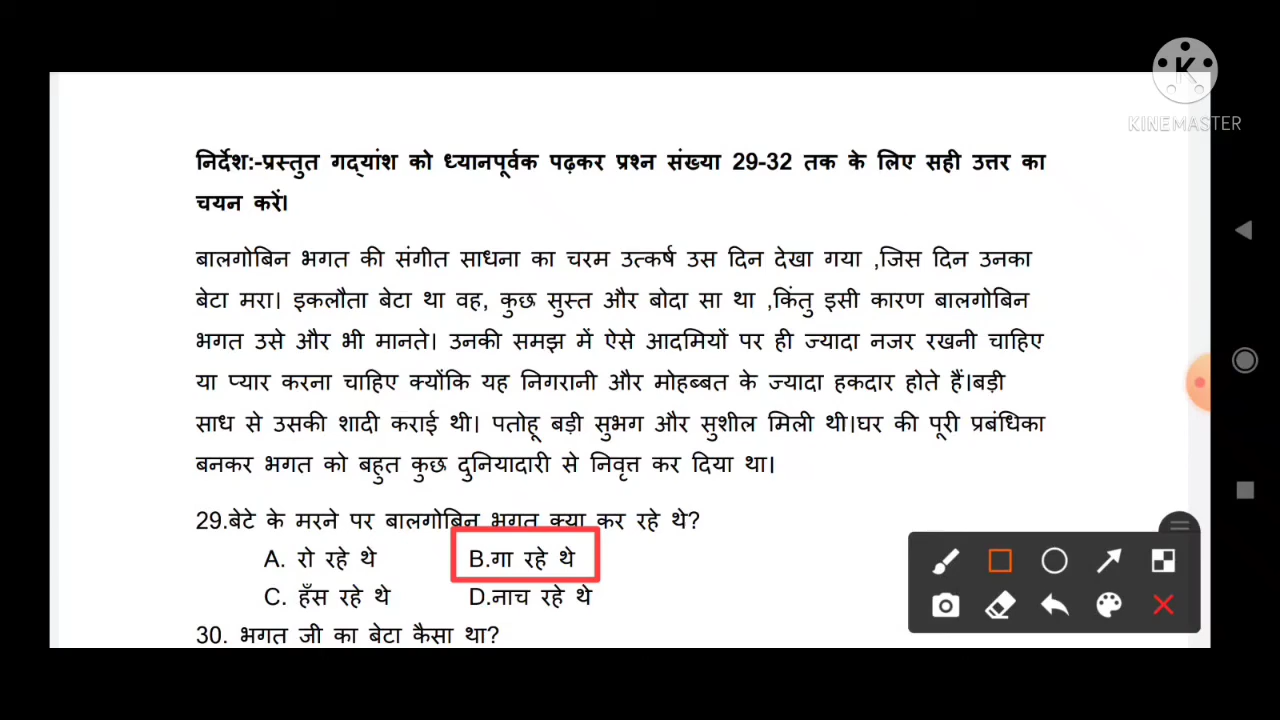 KINEMASTER
निर्देश:-प्रस्तुत गद्यांश को ध्यानपूर्वक पढ़कर प्रश्न संख्या 29-32 तक के लिए सही उत्तर का
चयन करें।
बालगोबिन भगत की संगीत साधना का चरम उत्कर्ष उस दिन देखा गया ,जिस दिन उनका
बेटा मरा। इकलौता बेटा था वह, कुछ सुस्त और बोदा सा था ,किंतु इसी कारण बालगोबिन
भगत उसे और भी मानते। उनकी समझ में ऐसे आदमियों पर ही ज्यादा नजर रखनी चाहिए
या प्यार करना चाहिए क्योंकि यह निगरानी और मोहब्बत के ज्यादा हकदार होते हैं।बड़ी
साध से उसकी शादी कराई थी। पतोहू बड़ी सुभग और सुशील मिली थी।घर की पूरी प्रबंधिका
बनकर भगत को बहुत कुछ दुनियादारी से निवृत्त कर दिया था।
29.बेटे के मरने पर बालगोबिन भगत क्या कर रहे थे?
A. रो रहे थे B.गा रहे थे
C. हँस रहे थे D.नाच रहे थे
30. भगत जी का बेटा कैसा था?